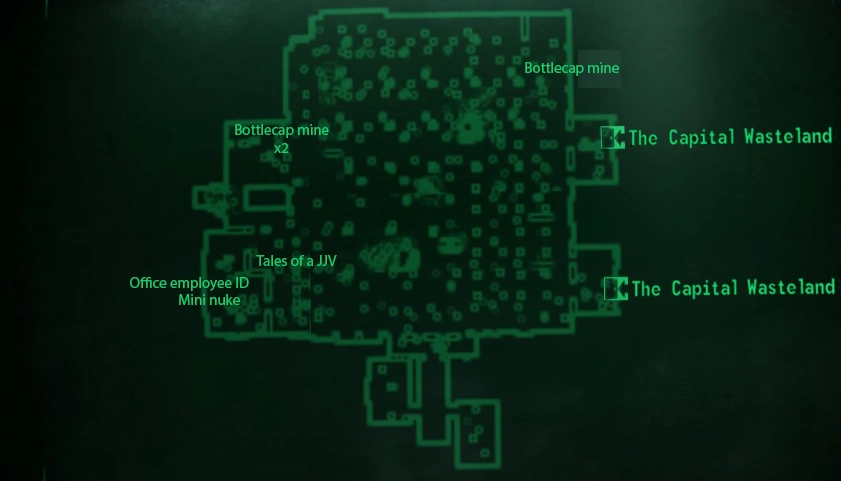 Bottlecap mine
Bottlecap mine
x2
The Capital Wasteland
Tales of a JJV
Office employee ID
Mini nuke
The Capital Wasteland